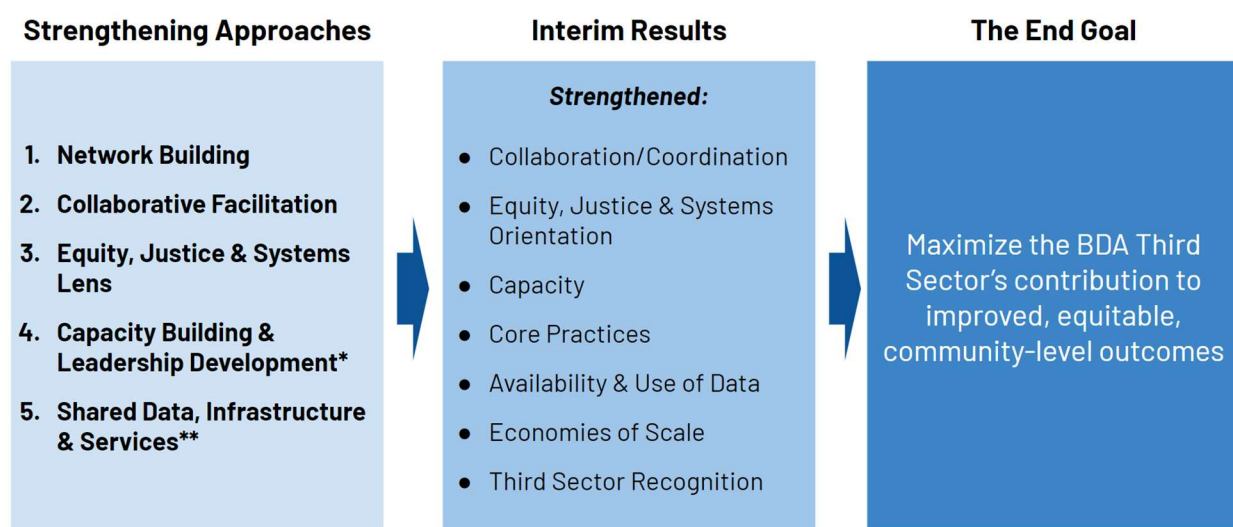 Strengthening Approaches
1. Network Building
2. Collaborative Facilitation
3. Equity, Justice & Systems
Lens
4. Capacity Building &
Leadership Development*
5. Shared Data, Infrastructure
& Services**
Interim Results
Strengthened:
● Collaboration/Coordination
● Equity, Justice & Systems
Orientation
● Capacity
● Core Practices
● Availability & Use of Data
● Economies of Scale
● Third Sector Recognition
The End Goal
Maximize the BDA Third
Sector’s contribution to
improved, equitable,
community-level outcomes